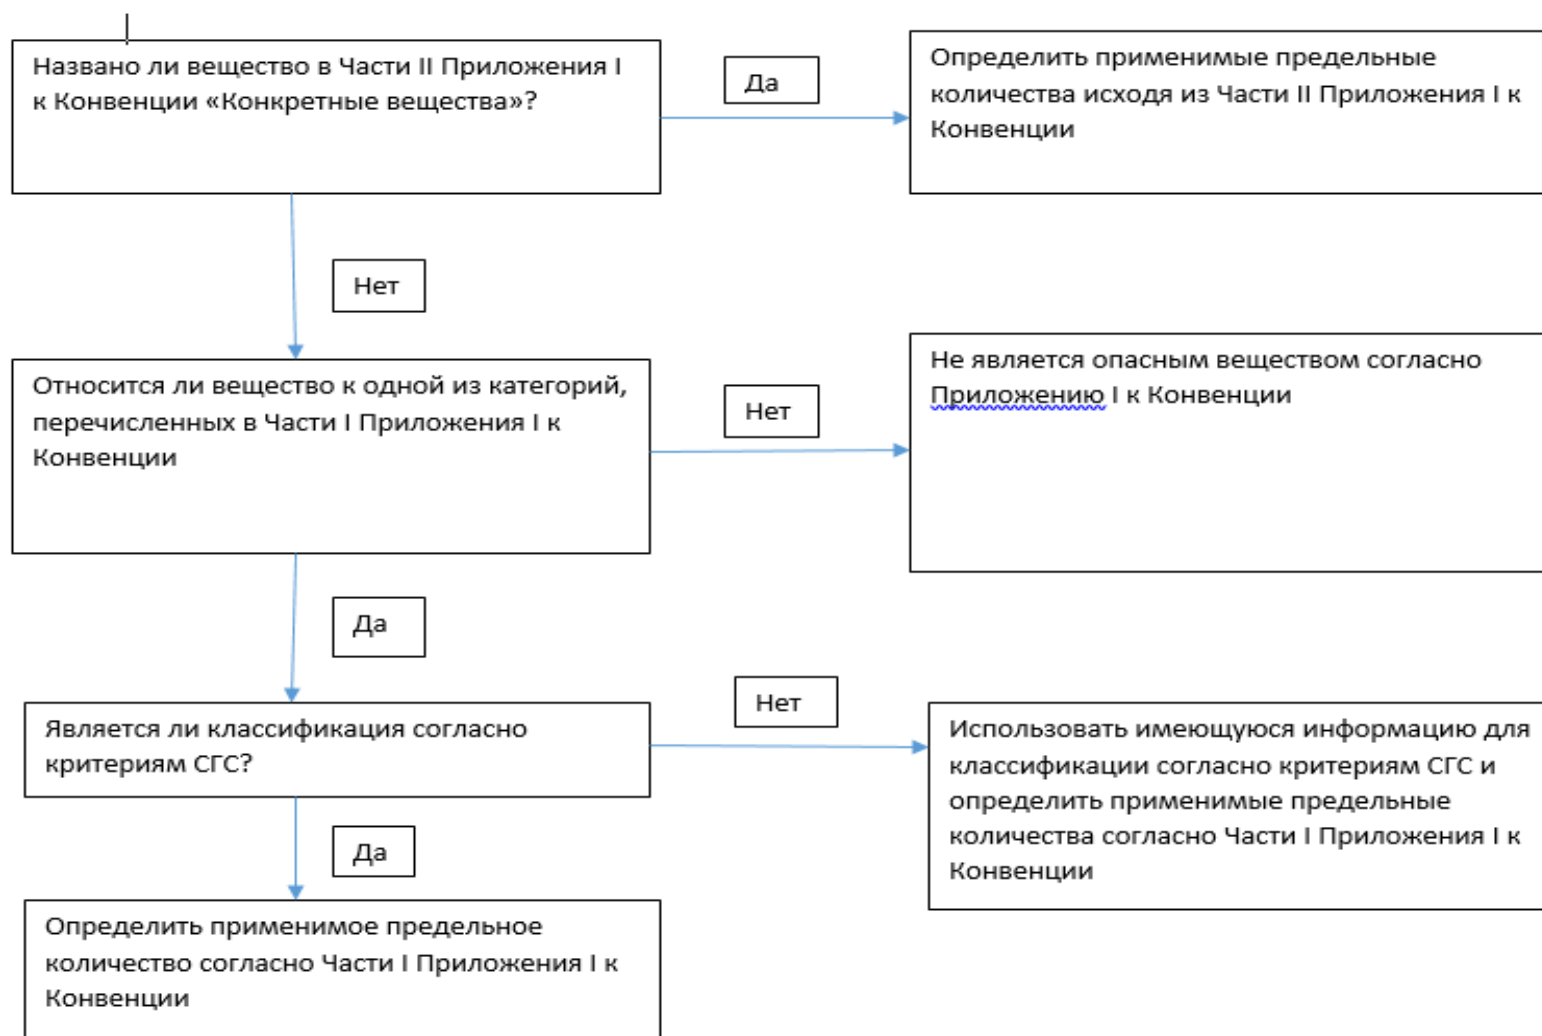 Названо ли вещество в Части II Приложения I
к Конвенции «Конкретные вещества»?
Да
Определить применимые предельные
количества исходя из Части II Приложения I к
Конвенции
Нет
Относится ли вещество к одной из категорий,
перечисленных в Части I Приложения I к
Конвенции
Нет
Не является опасным веществом согласно
Приложению I к Конвенции
Да
Является ли классификация согласно
критериям СГС?
Нет
Использовать имеющуюся информацию для
классификации согласно критериям СГС и
определить применимые предельные
количества согласно Части I Приложения I к
Конвенции
Да
Определить применимое предельное
количество согласно Части I Приложения I к
Конвенции